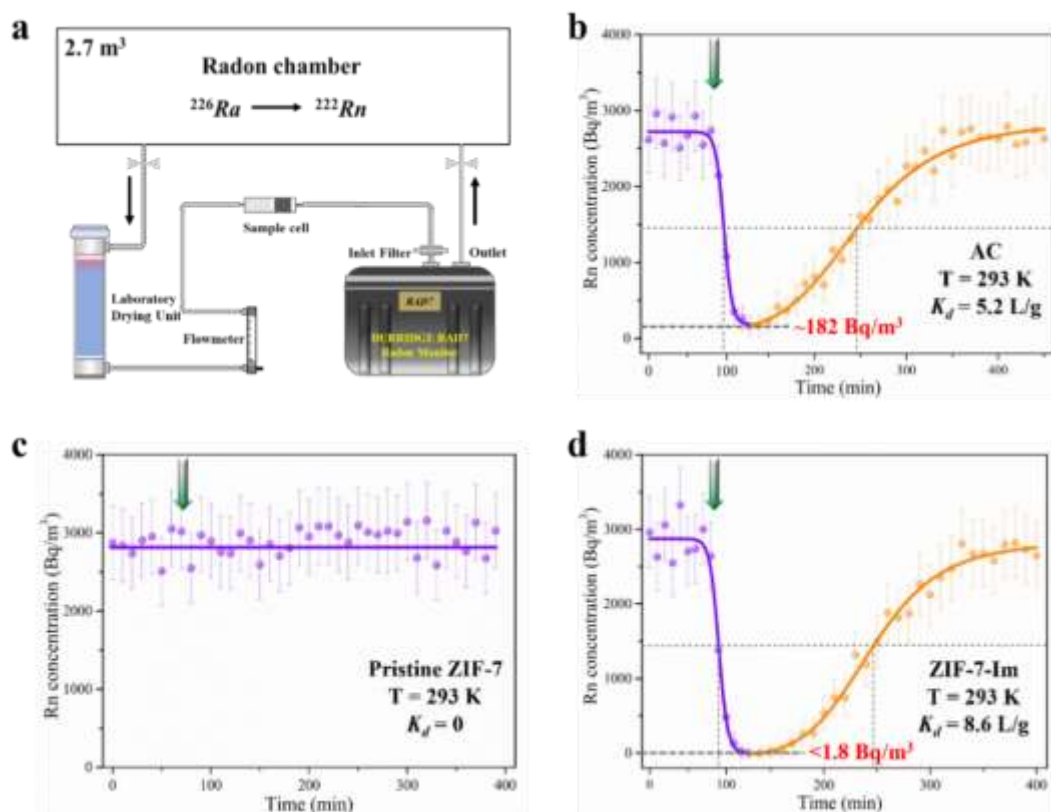 a
2.7 m³
Radon chamber
²²⁶Ra ⟶ ²²²Rn
Sample cell
Inlet Filter
Outlet
Laboratory
Drying Unit
Flowmeter
RAD7
DURRIDGE RAD7
Radon Monitor
b
Rn concentration (Bq/m³)
4000
3000
2000
1000
0
AC
T = 293 K
K_d = 5.2 L/g
~182 Bq/m³
0 100 200 300 400
Time (min)
c
Rn concentration (Bq/m³)
4000
3000
2000
1000
0
Pristine ZIF-7
T = 293 K
K_d = 0
0 100 200 300 400
Time (min)
d
Rn concentration (Bq/m³)
4000
3000
2000
1000
0
ZIF-7-Im
T = 293 K
K_d = 8.6 L/g
<1.8 Bq/m³
0 100 200 300 400
Time (min)